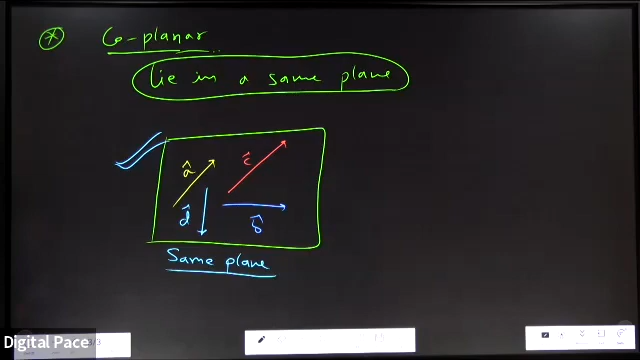 * Co-planar
lie in a same plane
a
c
d
b
Same plane
Digital Pace